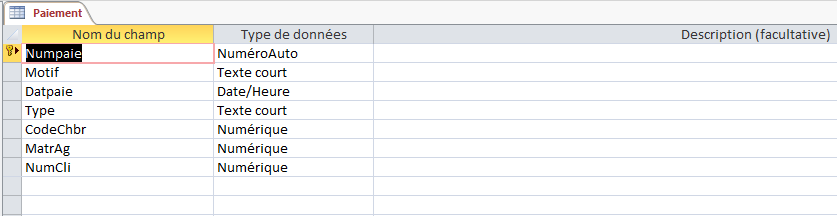 Paiement
Nom du champ Type de données Description (facultative)
Numpaie NuméroAuto
Motif Texte court
Datpaie Date/Heure
Type Texte court
CodeChbr Numérique
MatrAg Numérique
NumCli Numérique